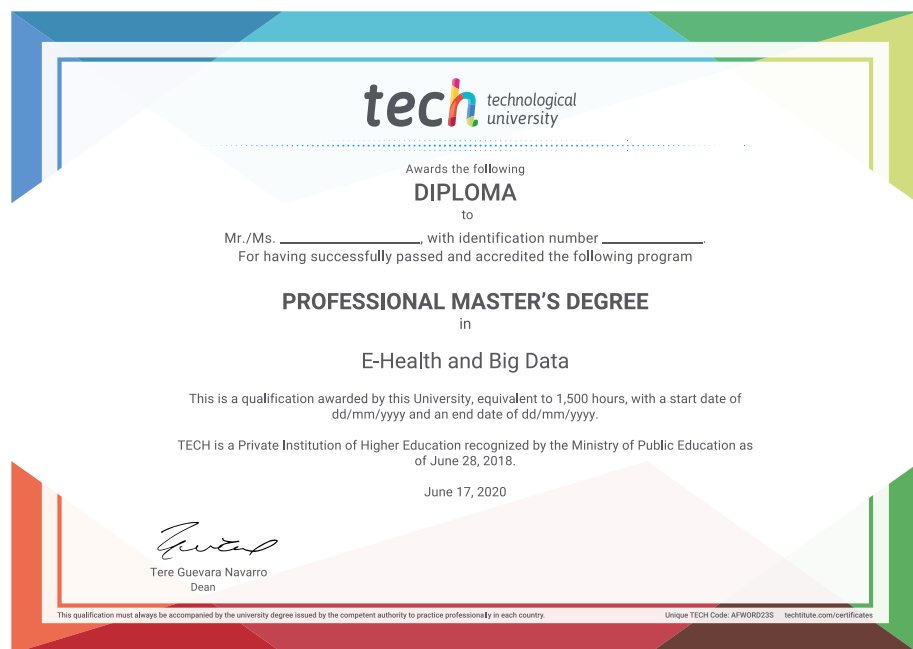 tech technological
university
Awards the following
DIPLOMA
to
Mr./Ms. ____________, with identification number ____________.
For having successfully passed and accredited the following program
PROFESSIONAL MASTER'S DEGREE
in
E-Health and Big Data
This is a qualification awarded by this University, equivalent to 1,500 hours, with a start date of
dd/mm/yyyy and an end date of dd/mm/yyyy.
TECH is a Private Institution of Higher Education recognized by the Ministry of Public Education as
of June 28, 2018.
June 17, 2020
Tere Guevara Navarro
Dean
This qualification must always be accompanied by the university degree issued by the competent authority to practice professionally in each country. Unique TECH Code: AFWORD23S techtitute.com/certificates